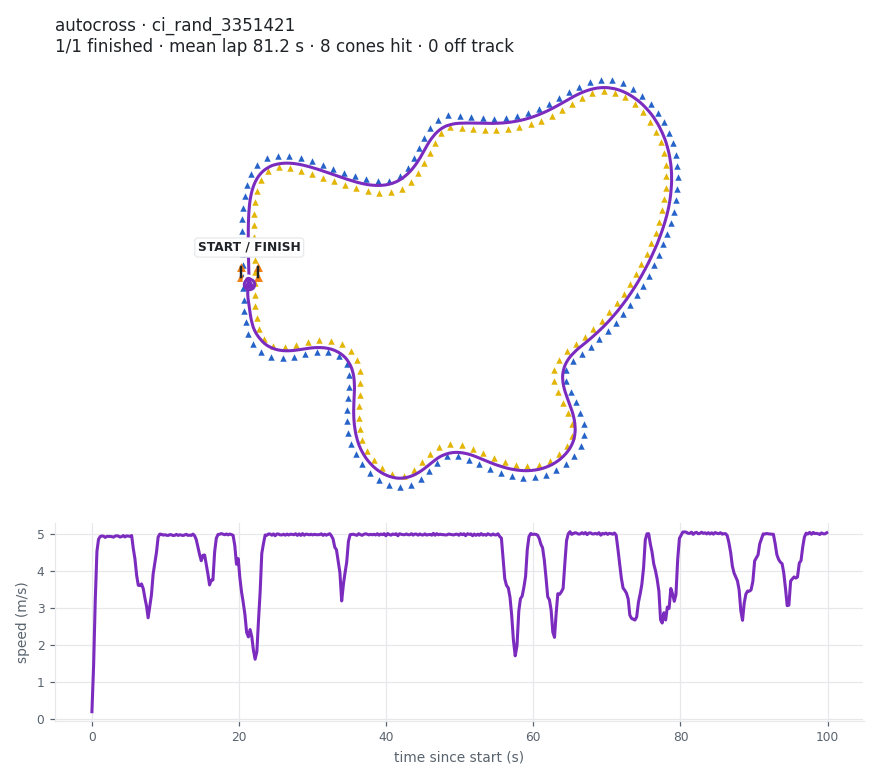 autocross · ci_rand_3351421
1/1 finished · mean lap 81.2 s · 8 cones hit · 0 off track
START / FINISH
5
4
3
2
1
0
speed (m/s)
0 20 40 60 80 100
time since start (s)